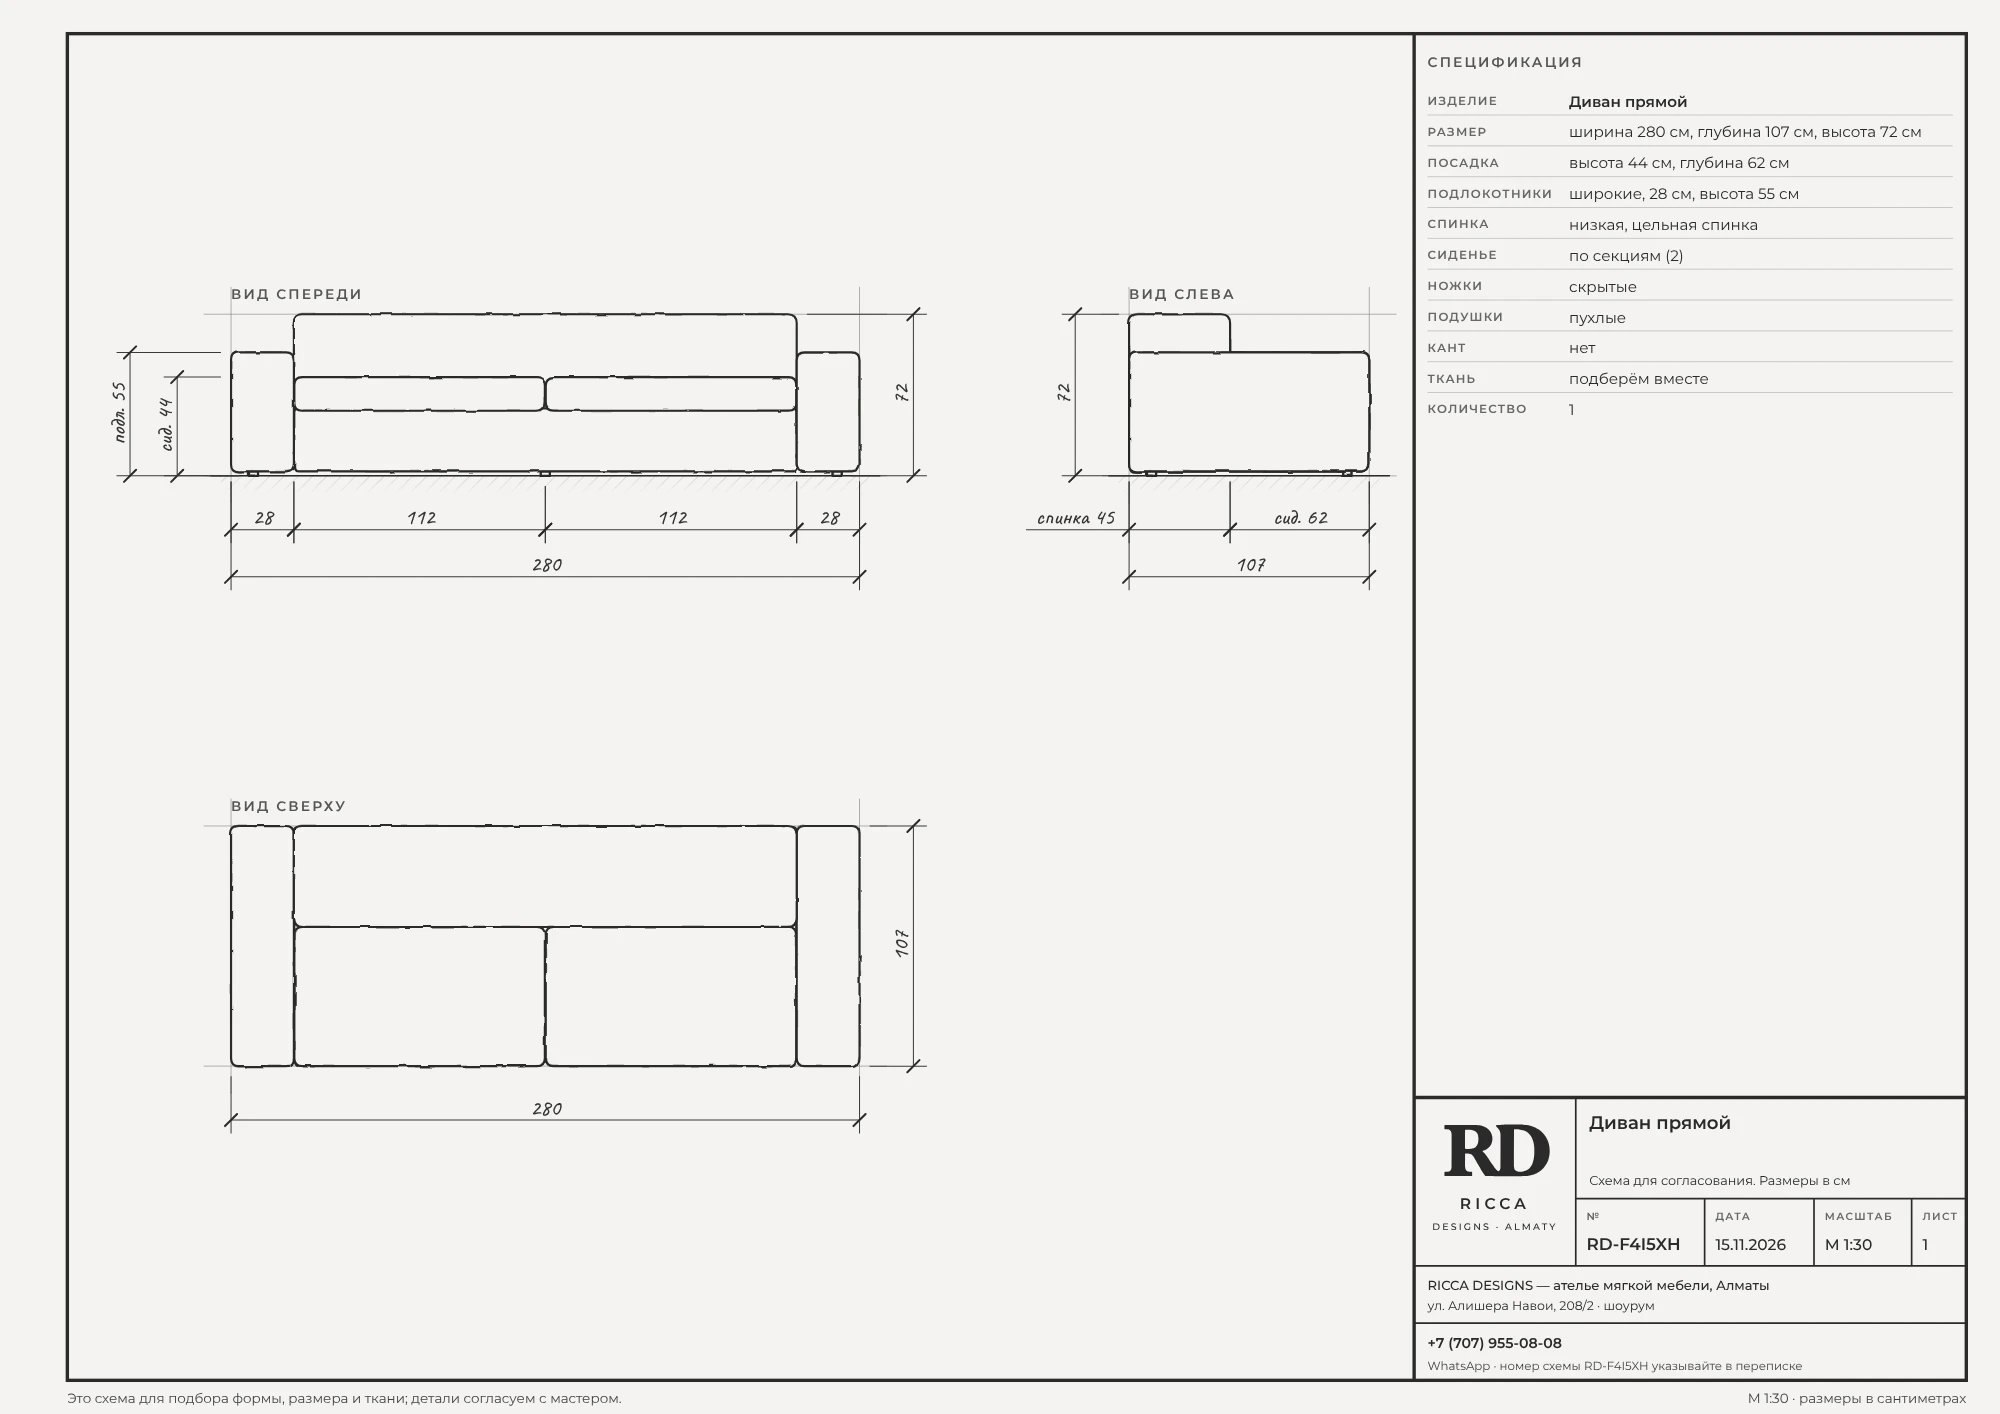 СПЕЦИФИКАЦИЯ
ИЗДЕЛИЕ Диван прямой
РАЗМЕР ширина 280 см, глубина 107 см, высота 72 см
ПОСАДКА высота 44 см, глубина 62 см
ПОДЛОКОТНИКИ широкие, 28 см, высота 55 см
СПИНКА низкая, цельная спинка
СИДЕНЬЕ по секциям (2)
НОЖКИ скрытые
ПОДУШКИ пухлые
КАНТ нет
ТКАНЬ подберём вместе
КОЛИЧЕСТВО 1
ВИД СПЕРЕДИ
подл. 55
сид. 44
72
28 112 112 28
280
ВИД СЛЕВА
72
спинка 45 сид. 62
107
ВИД СВЕРХУ
107
280
RD
RICCA
DESIGNS · ALMATY
Диван прямой
Схема для согласования. Размеры в см
№ ДАТА МАСШТАБ ЛИСТ
RD-F4I5XH 15.11.2026 М 1:30 1
RICCA DESIGNS — ателье мягкой мебели, Алматы
ул. Алишера Навои, 208/2 · шоурум
+7 (707) 955-08-08
WhatsApp · номер схемы RD-F4I5XH указывайте в переписке
Это схема для подбора формы, размера и ткани; детали согласуем с мастером.
М 1:30 · размеры в сантиметрах